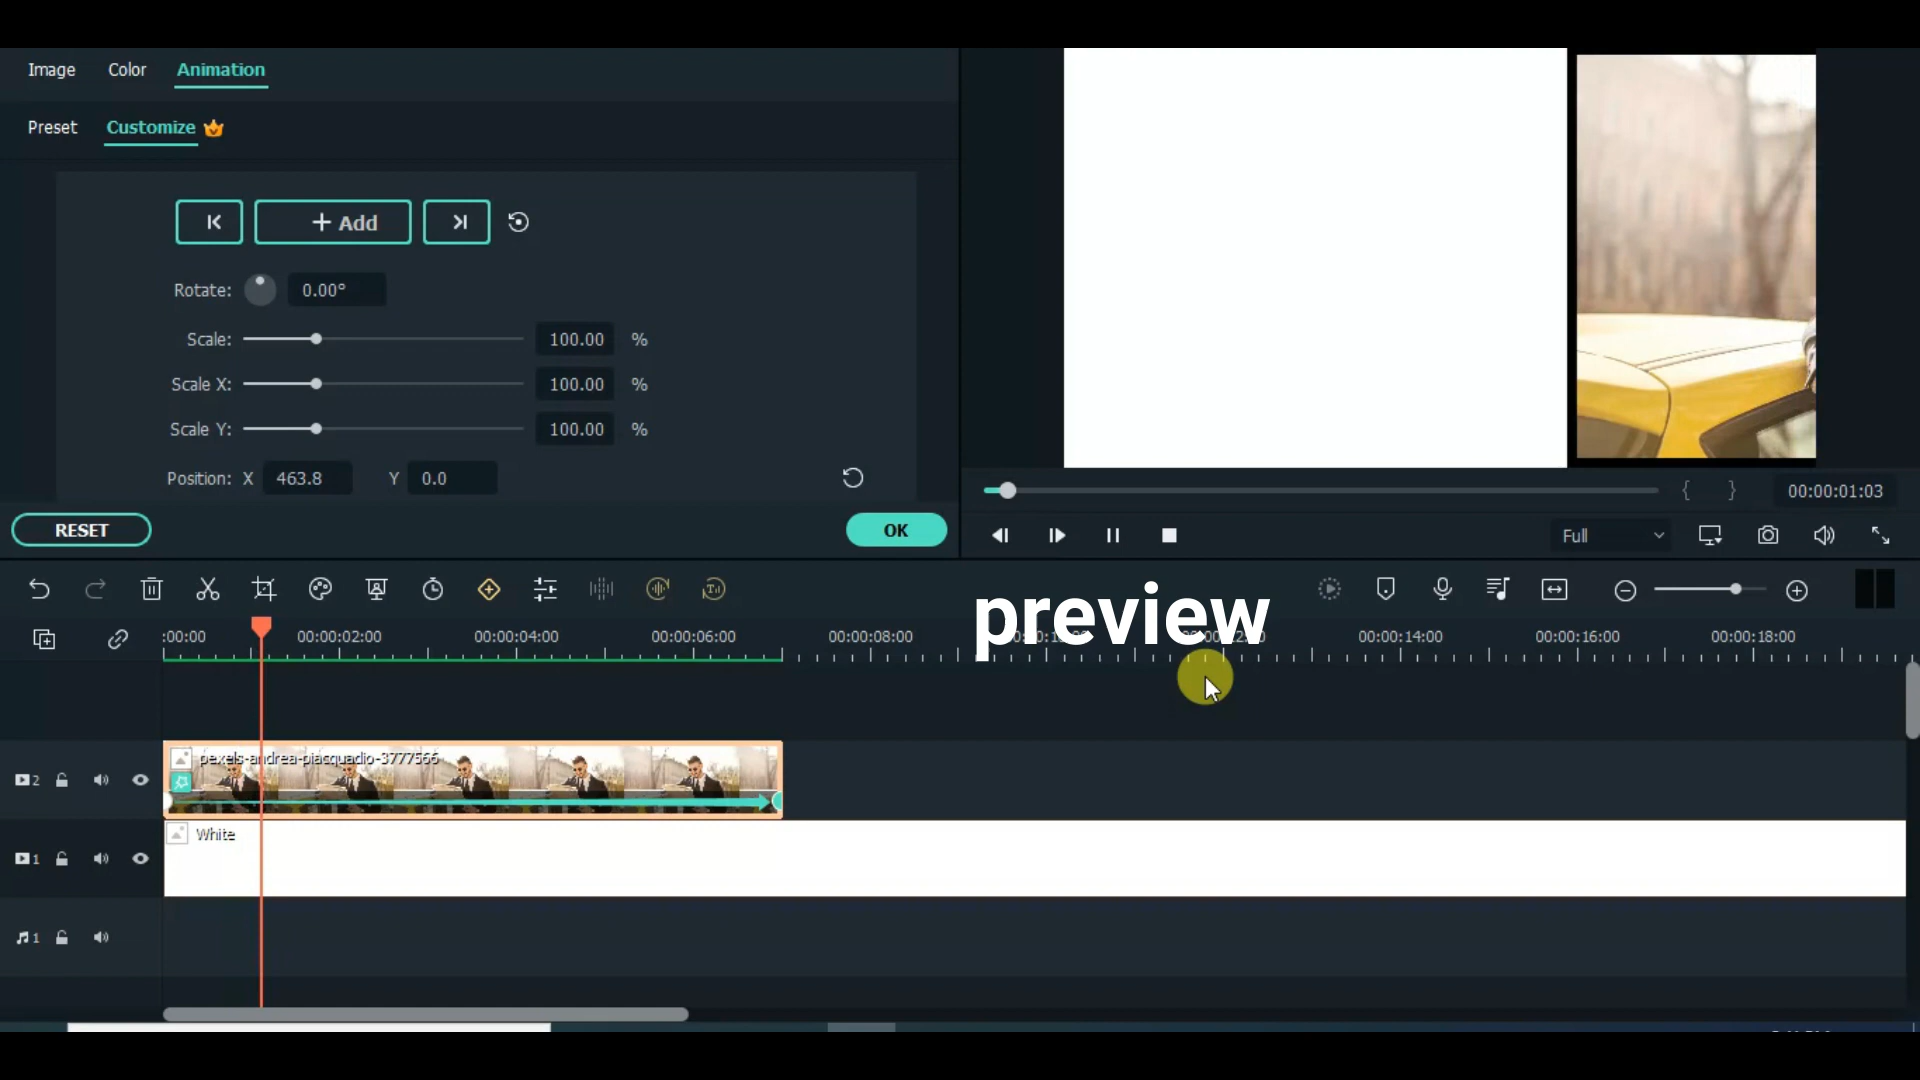 Image Color Animation
Preset Customize
+ Add
Rotate: 0.00°
Scale: 100.00 %
Scale X: 100.00 %
Scale Y: 100.00 %
Position: X 463.8 Y 0.0
RESET OK
{ } 00:00:01:03
Full
preview
:00:00 00:00:02:00 00:00:04:00 00:00:06:00 00:00:08:00 00:00:14:00 00:00:16:00 00:00:18:00
pexels-andrea-piacquadio-3777566
2
White
1
1